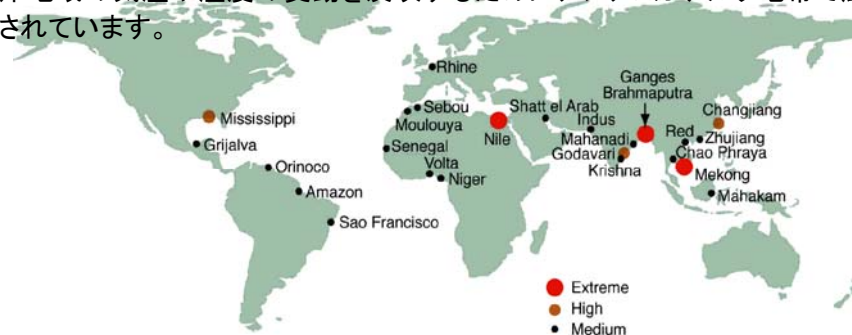 されています。
Rhine
Ganges
Brahmaputra
Sebou
Shatt el Arab
Indus
Changjiang
Mississippi
Moulouya
Nile
Mahanadi
Red
Zhujiang
Grijalva
Senegal
Godavari
Chao Phraya
Volta
Krishna
Orinoco
Niger
Mekong
Amazon
Mahakam
Sao Francisco
Extreme
High
Medium